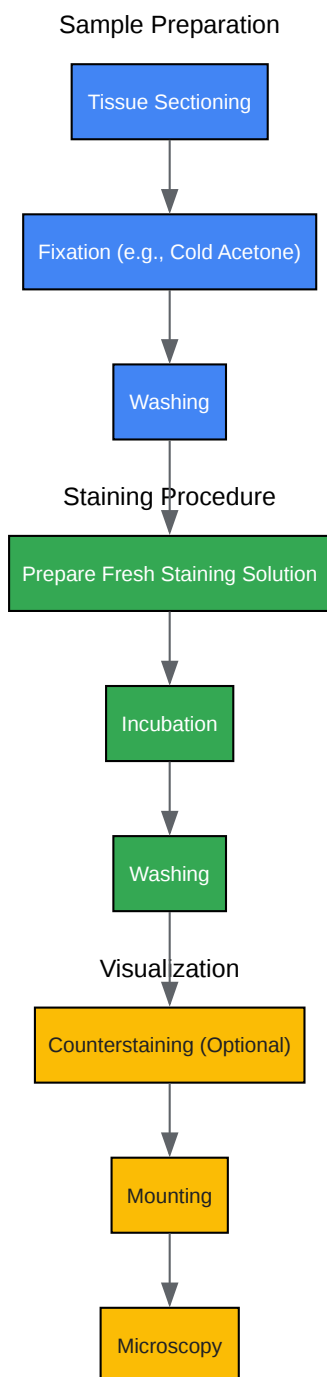 Sample Preparation
Tissue Sectioning
Fixation (e.g., Cold Acetone)
Washing
Staining Procedure
Prepare Fresh Staining Solution
Incubation
Washing
Visualization
Counterstaining (Optional)
Mounting
Microscopy